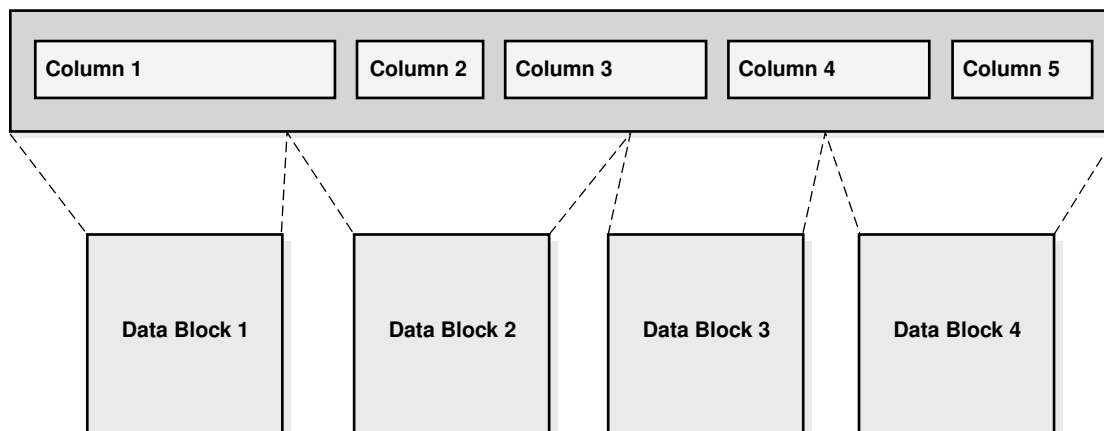 Column 1
Column 2
Column 3
Column 4
Column 5
Data Block 1
Data Block 2
Data Block 3
Data Block 4